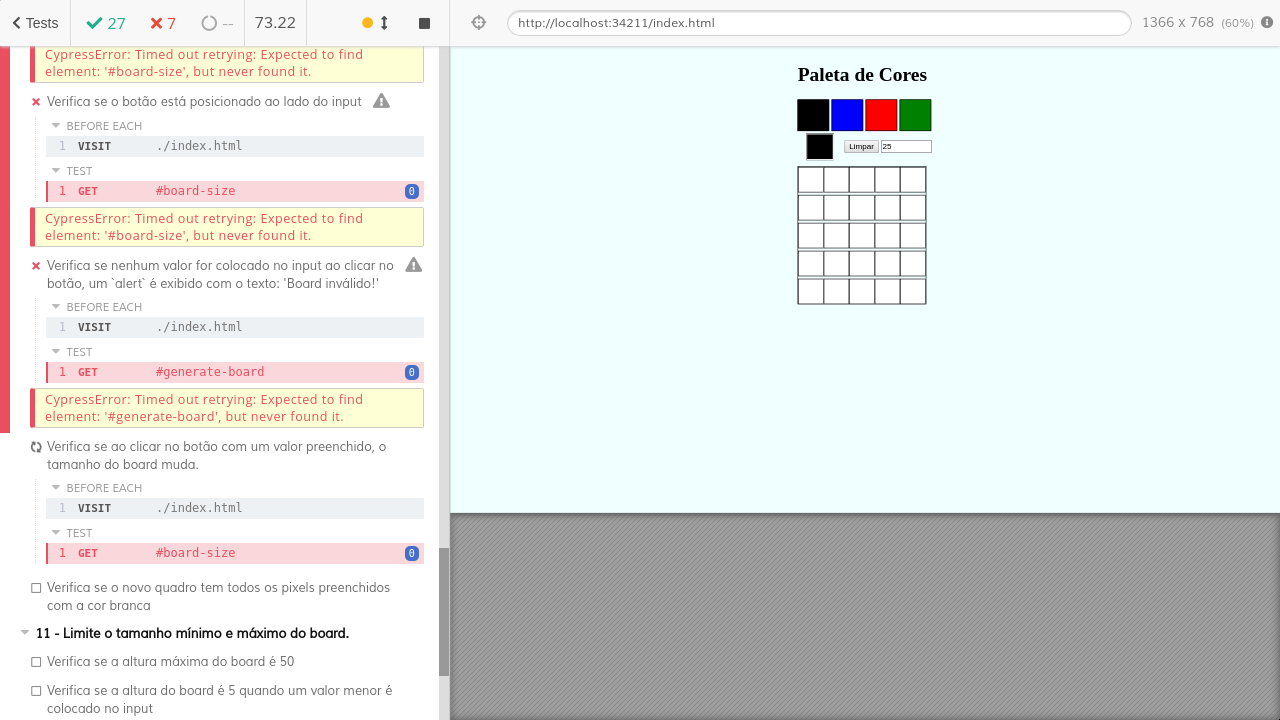 Tests 27 7 -- 73.22
http://localhost:34211/index.html 1366 x 768 (60%)
CypressError: Timed out retrying: Expected to find
element: '#board-size', but never found it.
Verifica se o botão está posicionado ao lado do input
BEFORE EACH
1 VISIT ./index.html
TEST
1 GET #board-size 0
CypressError: Timed out retrying: Expected to find
element: '#board-size', but never found it.
Verifica se nenhum valor for colocado no input ao clicar no
botão, um `alert` é exibido com o texto: 'Board inválido!'
BEFORE EACH
1 VISIT ./index.html
TEST
1 GET #generate-board 0
CypressError: Timed out retrying: Expected to find
element: '#generate-board', but never found it.
Verifica se ao clicar no botão com um valor preenchido, o
tamanho do board muda.
BEFORE EACH
1 VISIT ./index.html
TEST
1 GET #board-size 0
Verifica se o novo quadro tem todos os pixels preenchidos
com a cor branca
11 - Limite o tamanho mínimo e máximo do board.
Verifica se a altura máxima do board é 50
Verifica se a altura do board é 5 quando um valor menor é
colocado no input
Paleta de Cores
Limpar 25